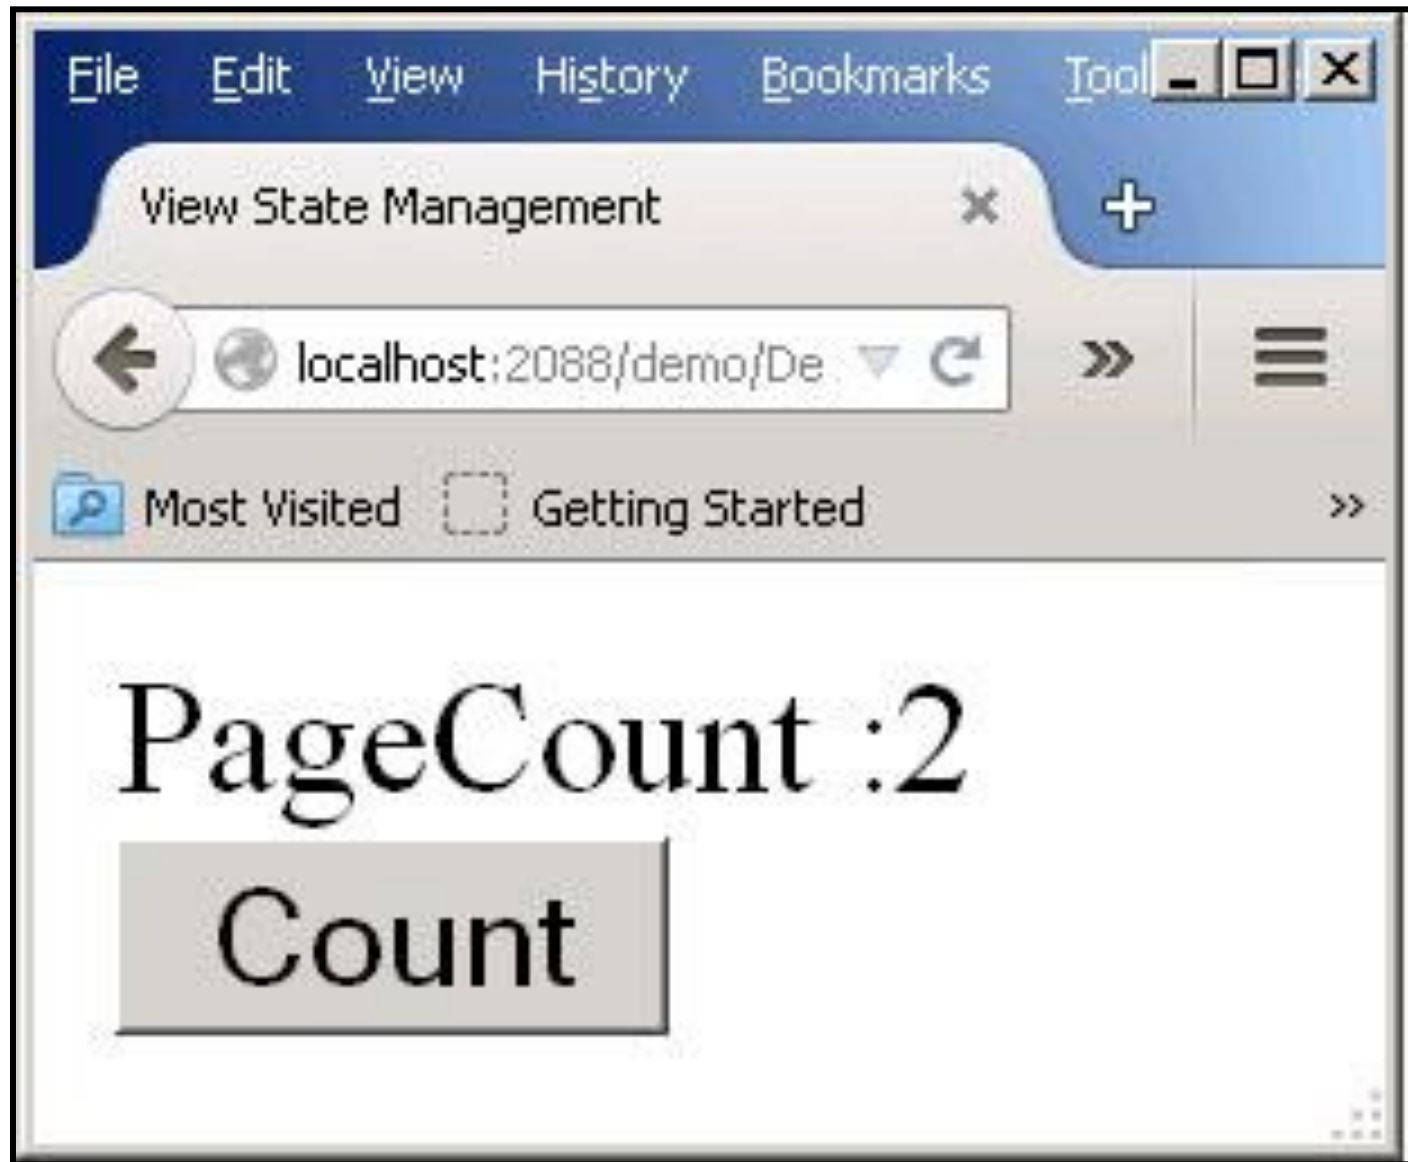 File Edit View History Bookmarks Tool
View State Management
localhost:2088/demo/De
Most Visited Getting Started »
PageCount :2
Count